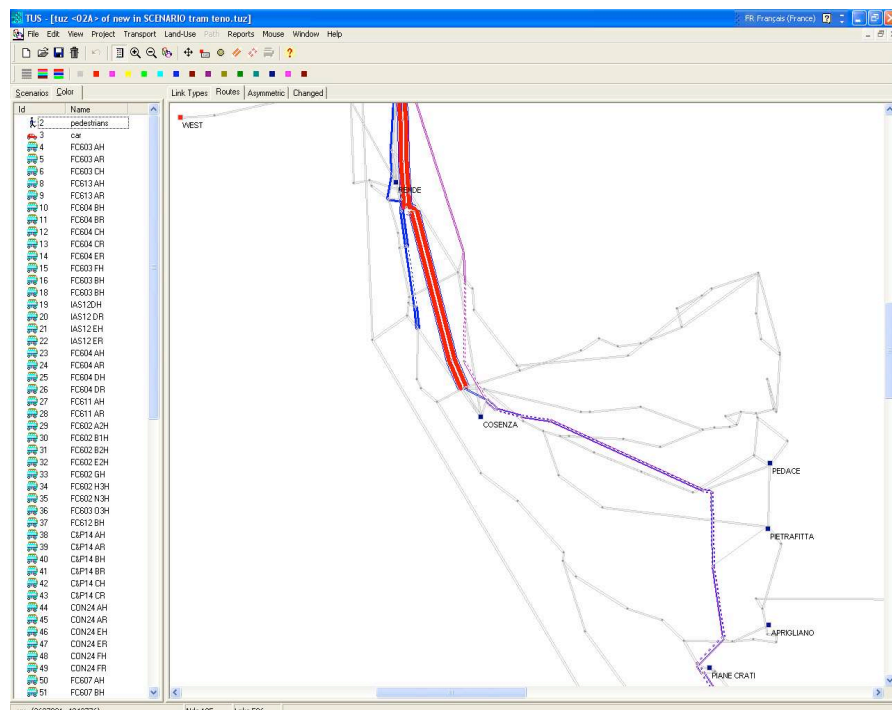 TUS - [tuz <02A> of new in SCENARIO tram teno.tuz]
FR Français (France)
File Edit View Project Transport Land-Use Path Reports Mouse Window Help
Scenarios Color
Link Types Routes Asymmetric Changed
Id Name
2 pedestrians
3 car
4 FC603 AH
5 FC603 AR
6 FC603 CH
8 FC613 AH
9 FC613 AR
10 FC604 BH
11 FC604 BR
12 FC604 CH
13 FC604 CR
14 FC604 ER
15 FC603 FH
16 FC603 BH
18 FC603 BH
19 IAS12DH
20 IAS12 DR
21 IAS12 EH
22 IAS12 ER
23 FC604 AH
24 FC604 AR
25 FC604 DH
26 FC604 DR
27 FC611 AH
28 FC611 AR
29 FC602 A2H
30 FC602 B1H
31 FC602 B2H
32 FC602 E2H
33 FC602 GH
34 FC602 H3H
35 FC602 N3H
36 FC603 O3H
37 FC612 BH
38 C&P14 AH
39 C&P14 AR
40 C&P14 BH
41 C&P14 BR
42 C&P14 CH
43 C&P14 CR
44 CON24 AH
45 CON24 AR
46 CON24 EH
47 CON24 ER
48 CON24 FH
49 CON24 FR
50 FC607 AH
51 FC607 BH
WEST
RENDE
COSENZA
PEDACE
PIETRAFITTA
APRIGLIANO
PIANE CRATI